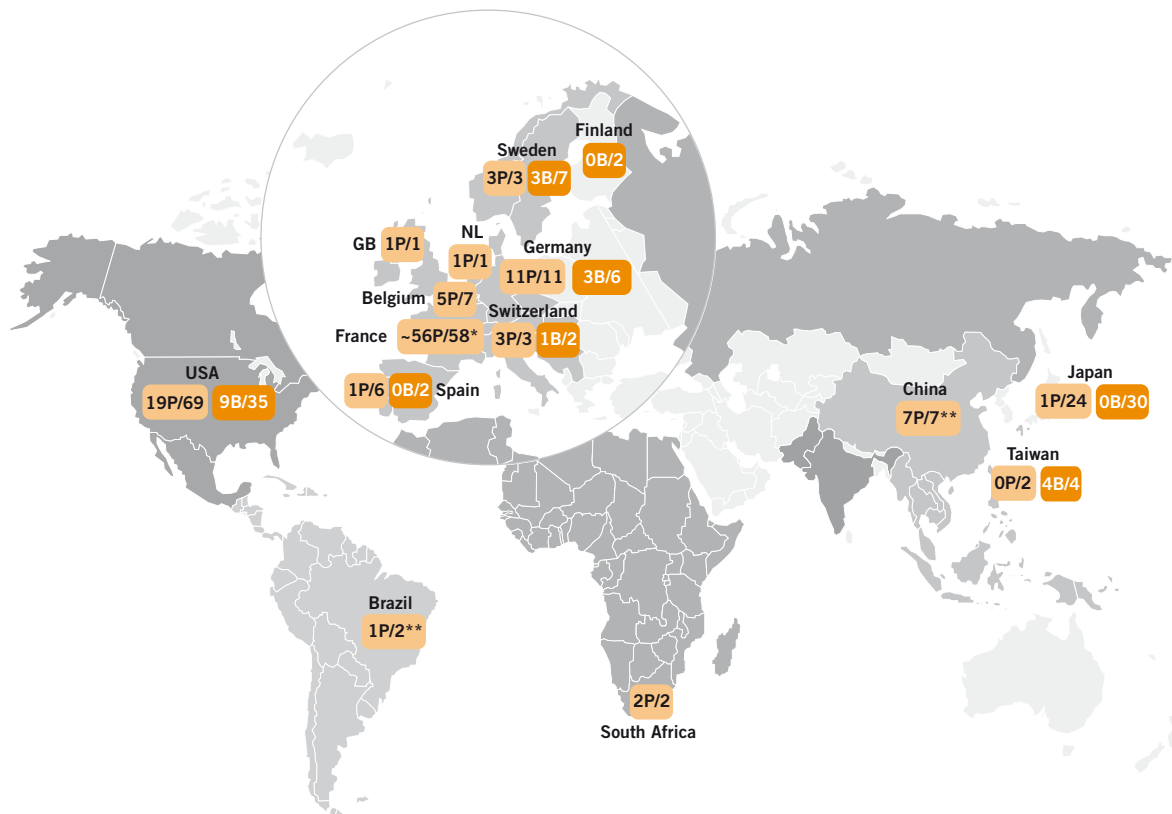 Finland
0B/2
Sweden
3P/3 3B/7
GB 1P/1
NL
1P/1
Germany
11P/11 3B/6
Belgium 5P/7
Switzerland
3P/3 1B/2
France ~56P/58*
1P/6 0B/2 Spain
USA
19P/69 9B/35
China
7P/7**
Japan
1P/24 0B/30
Taiwan
0P/2 4B/4
Brazil
1P/2**
2P/2
South Africa